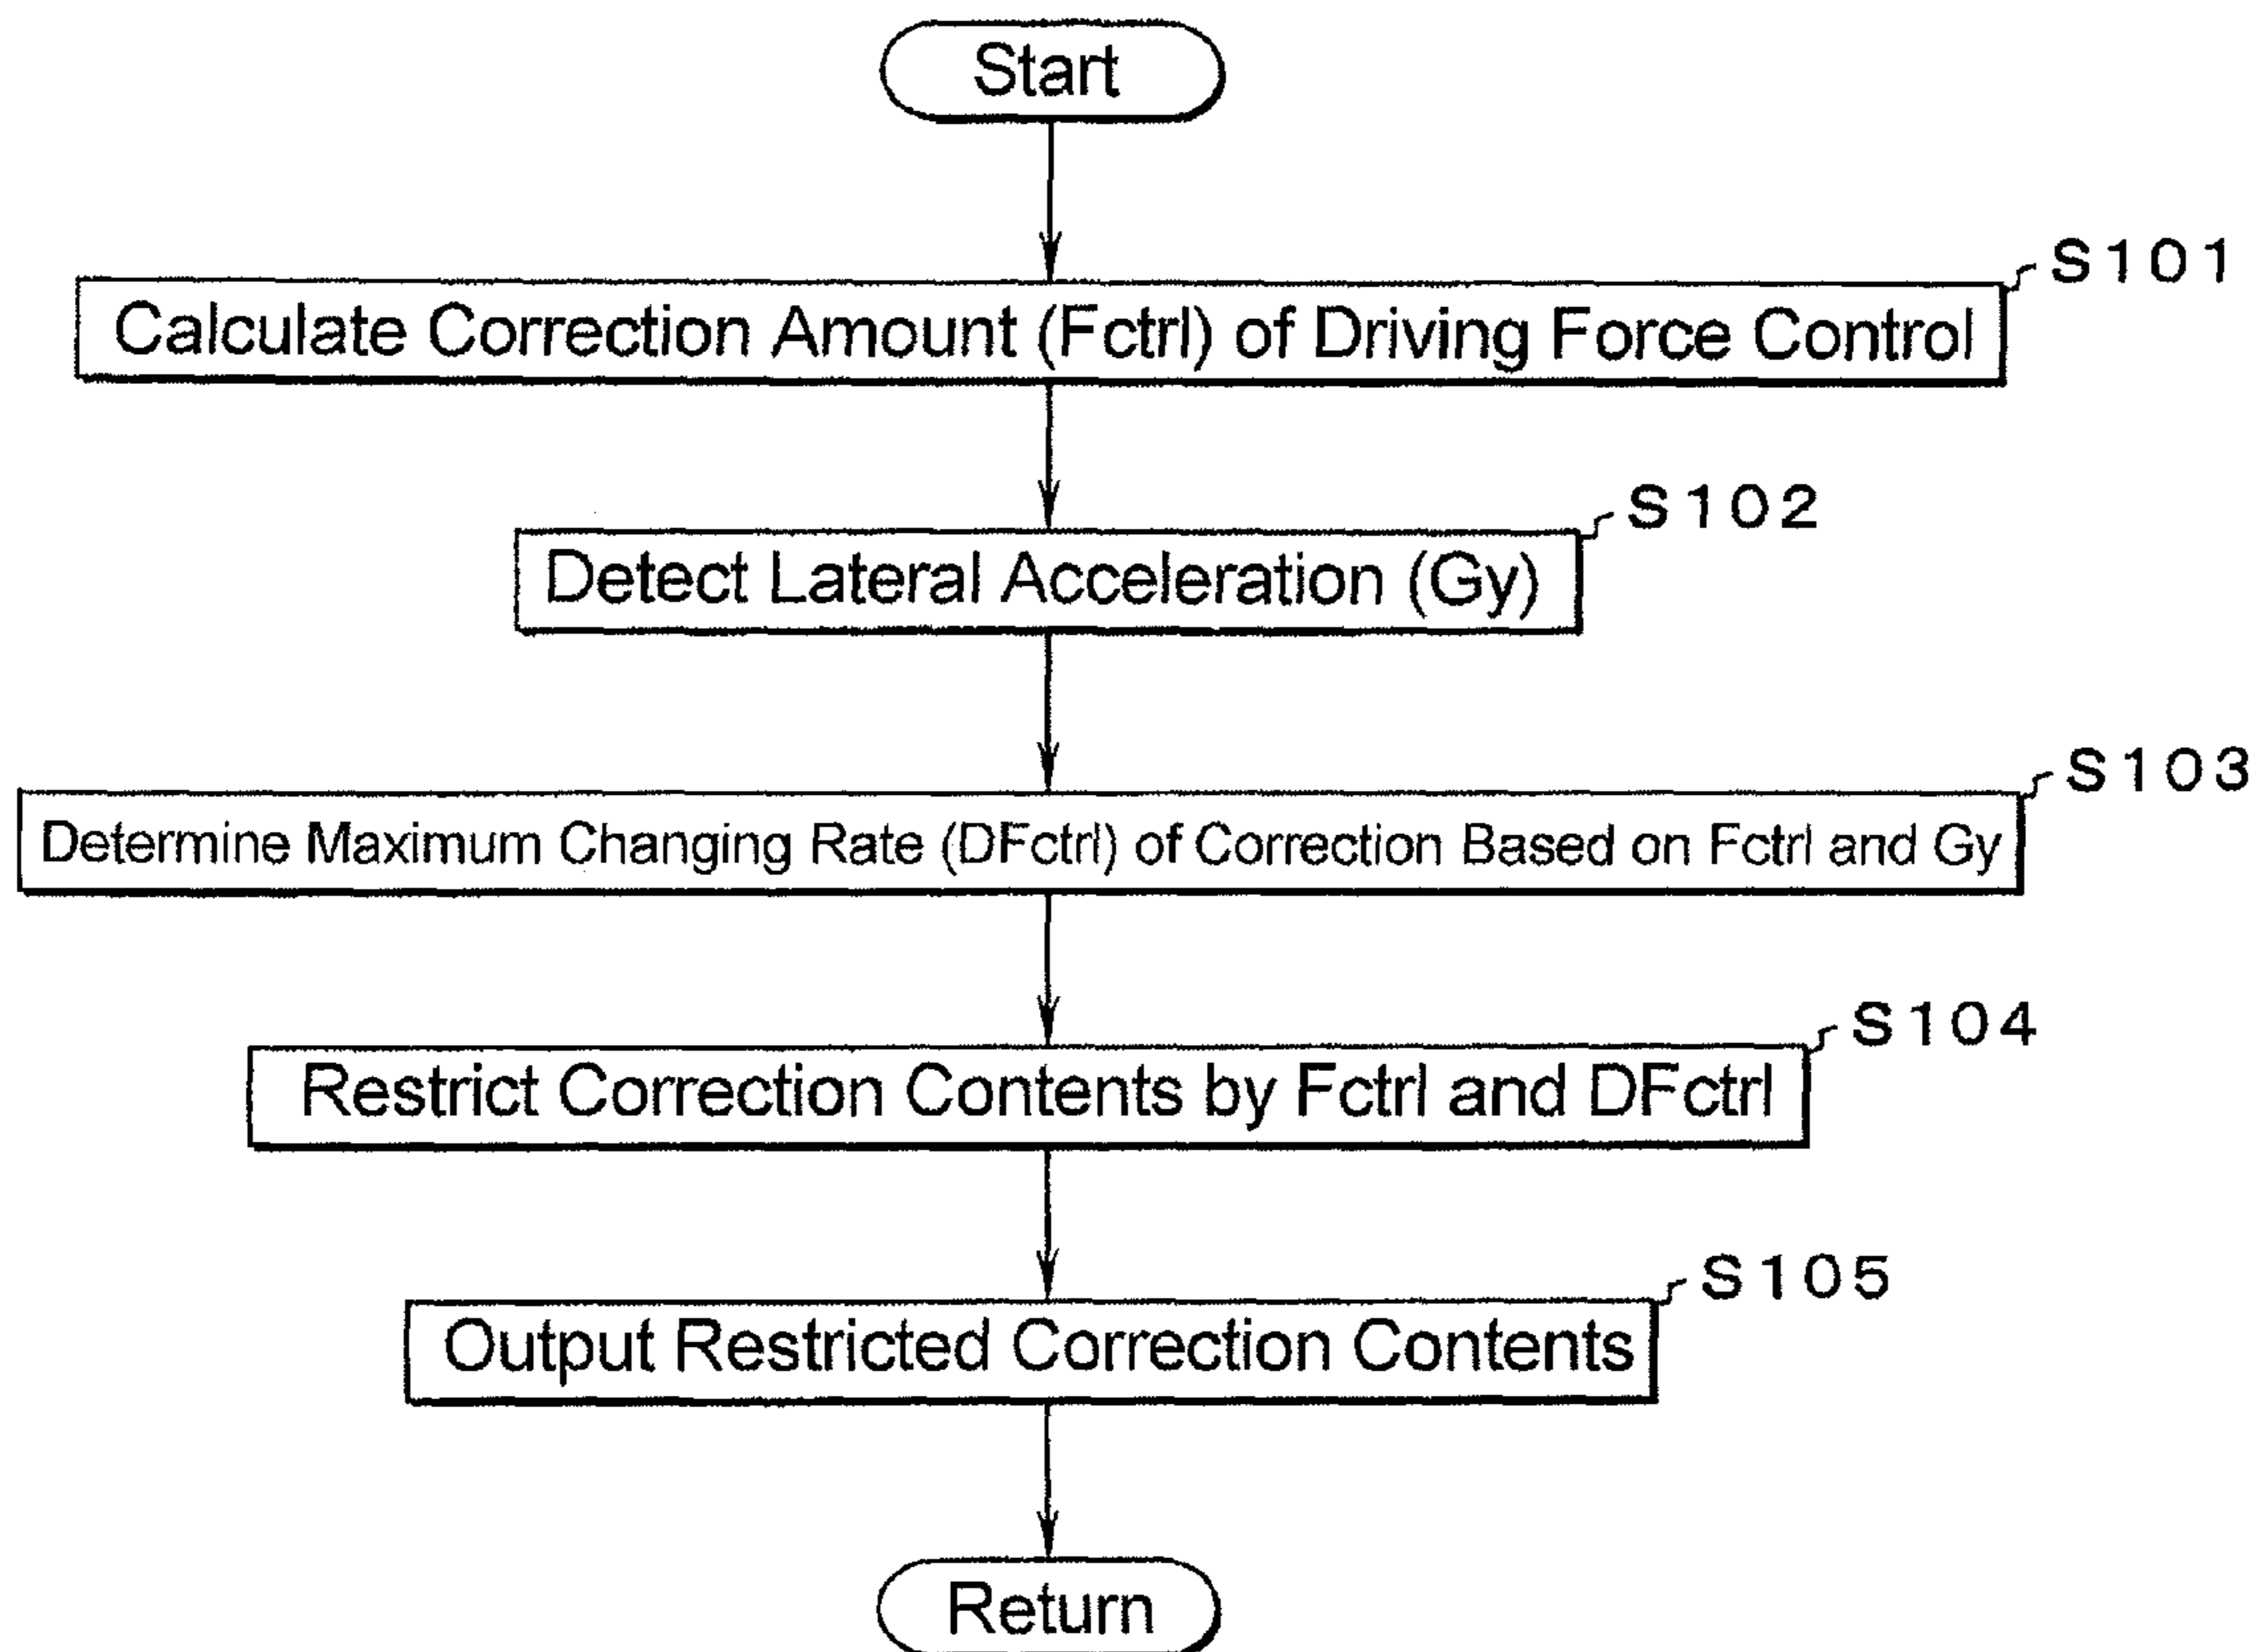 Start
S101
Calculate Correction Amount (Fctrl) of Driving Force Control
S102
Detect Lateral Acceleration (Gy)
S103
Determine Maximum Changing Rate (DFctrl) of Correction Based on Fctrl and Gy
S104
Restrict Correction Contents by Fctrl and DFctrl
S105
Output Restricted Correction Contents
Return